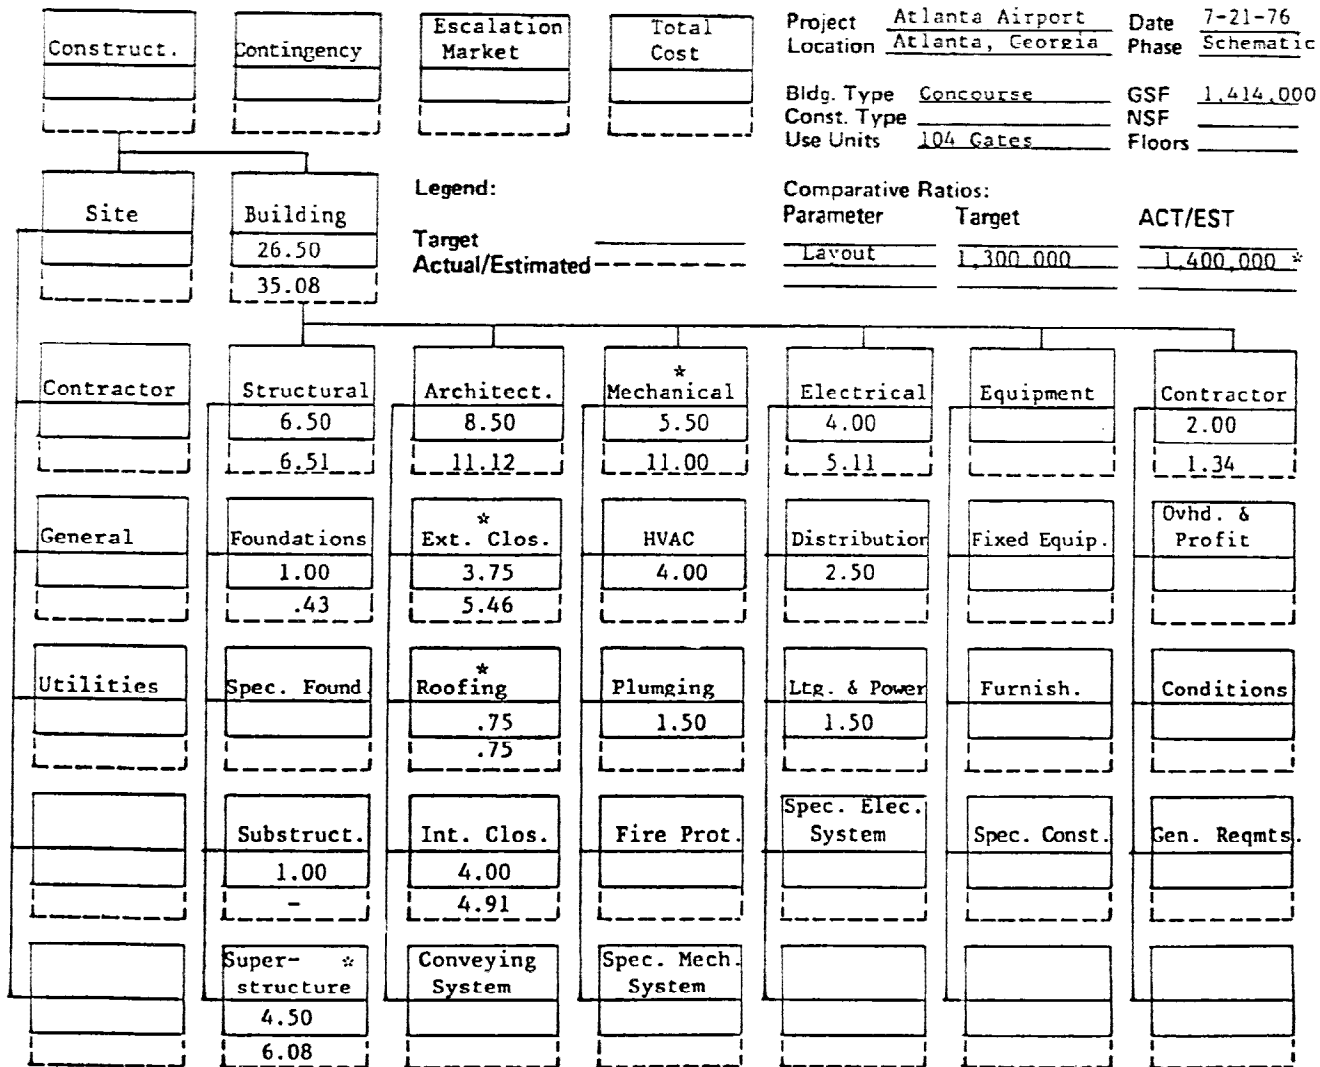 Construct.
Contingency
Escalation
Market
Total
Cost
Project Atlanta Airport Date 7-21-76
Location Atlanta, Georgia Phase Schematic
Bldg. Type Concourse GSF 1,414,000
Const. Type NSF
Use Units 104 Gates Floors
Site
Building
26.50
35.08
Legend:
Target
Actual/Estimated
Comparative Ratios:
Parameter Target ACT/EST
Layout 1,300,000 1,400,000 *
Contractor
Structural
6.50
6.51
Architect.
8.50
11.12
*
Mechanical
5.50
11.00
Electrical
4.00
5.11
Equipment
Contractor
2.00
1.34
General
Foundations
1.00
.43
*
Ext. Clos.
3.75
5.46
HVAC
4.00
Distribution
2.50
Fixed Equip.
Ovhd. &
Profit
Utilities
Spec. Found.
*
Roofing
.75
.75
Plumging
1.50
Ltg. & Power
1.50
Furnish.
Conditions
Substruct.
1.00
-
Int. Clos.
4.00
4.91
Fire Prot.
Spec. Elec.
System
Spec. Const.
Gen. Reqmts.
Super- *
structure
4.50
6.08
Conveying
System
Spec. Mech.
System